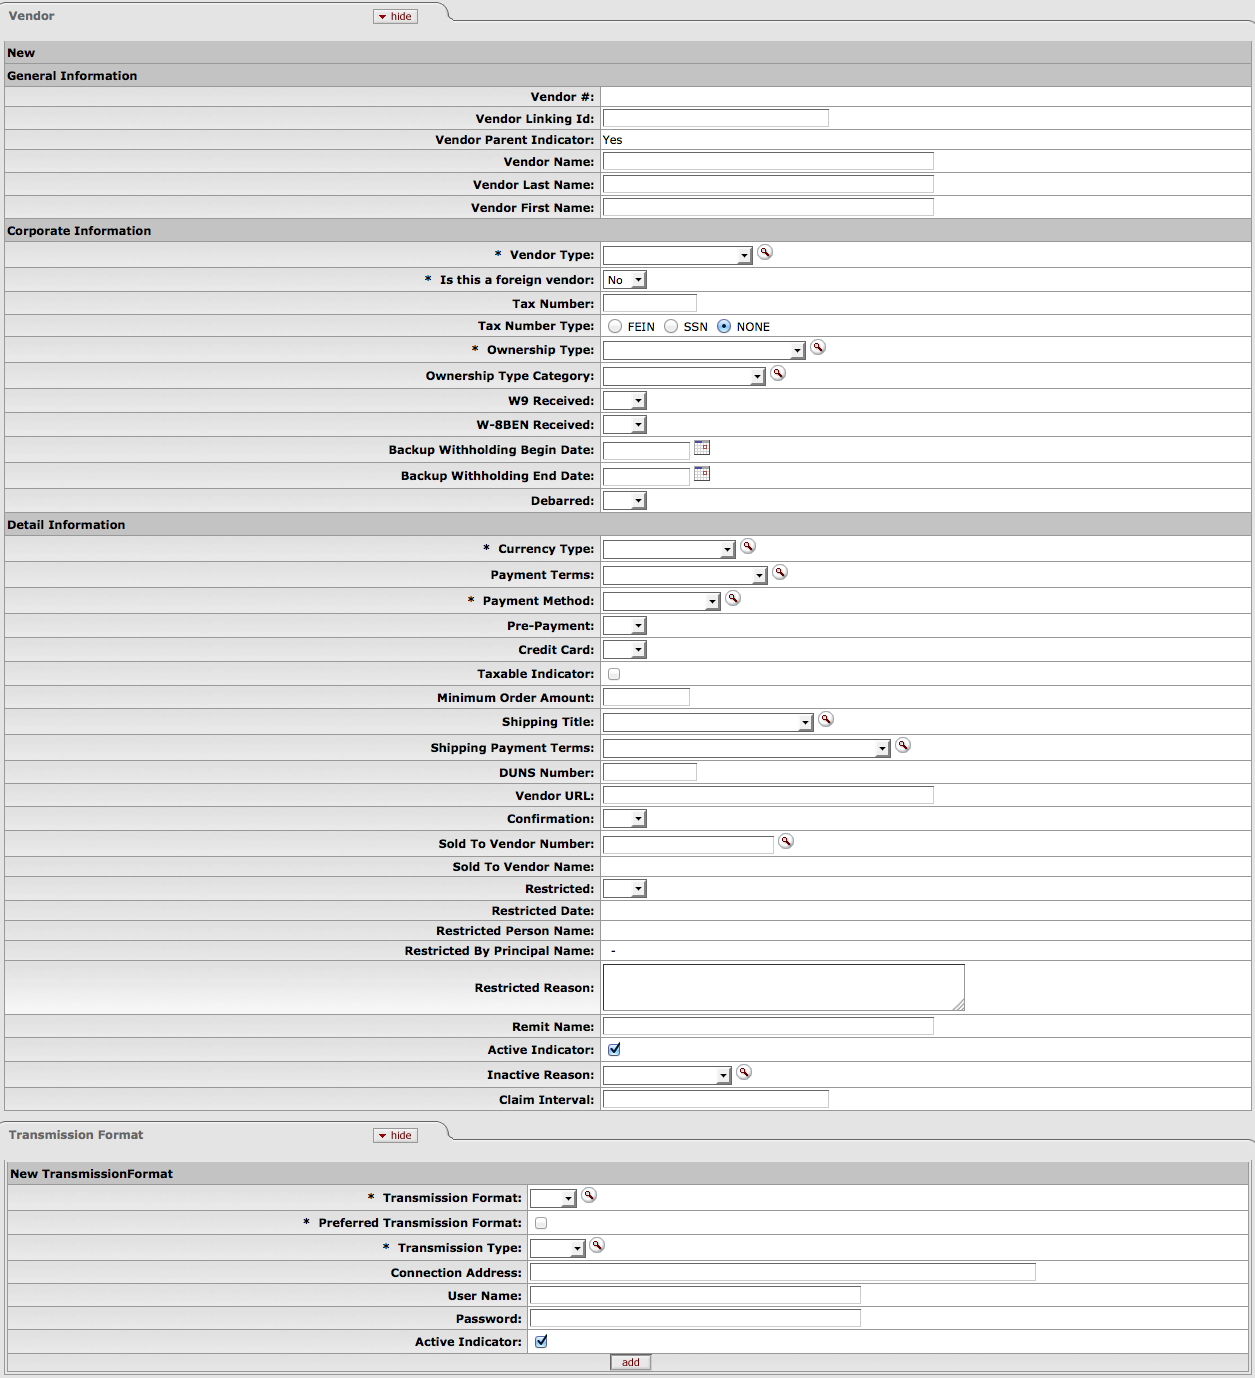 Vendor hide
New
General Information
Vendor #:
Vendor Linking Id:
Vendor Parent Indicator: Yes
Vendor Name:
Vendor Last Name:
Vendor First Name:
Corporate Information
* Vendor Type:
* Is this a foreign vendor: No
Tax Number:
Tax Number Type: FEIN SSN NONE
* Ownership Type:
Ownership Type Category:
W9 Received:
W-8BEN Received:
Backup Withholding Begin Date:
Backup Withholding End Date:
Debarred:
Detail Information
* Currency Type:
Payment Terms:
* Payment Method:
Pre-Payment:
Credit Card:
Taxable Indicator:
Minimum Order Amount:
Shipping Title:
Shipping Payment Terms:
DUNS Number:
Vendor URL:
Confirmation:
Sold To Vendor Number:
Sold To Vendor Name:
Restricted:
Restricted Date:
Restricted Person Name:
Restricted By Principal Name: -
Restricted Reason:
Remit Name:
Active Indicator:
Inactive Reason:
Claim Interval:
Transmission Format hide
New TransmissionFormat
* Transmission Format:
* Preferred Transmission Format:
* Transmission Type:
Connection Address:
User Name:
Password:
Active Indicator:
add